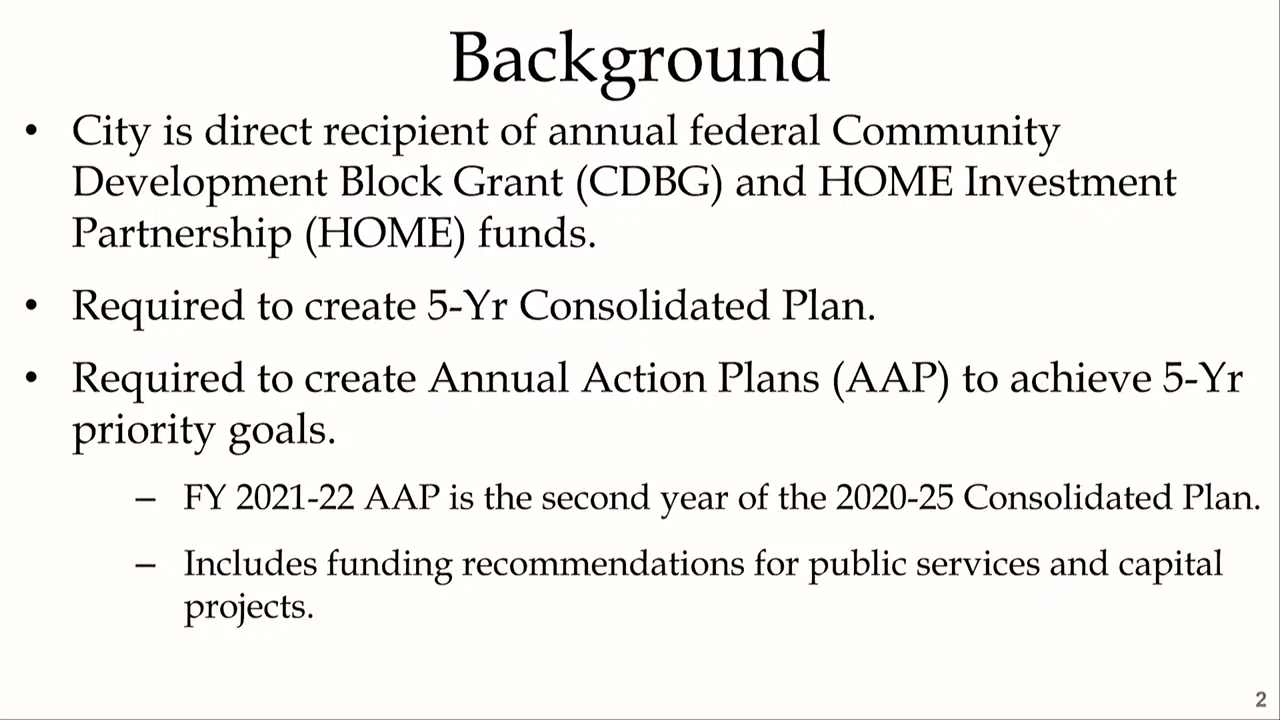 Background
• City is direct recipient of annual federal Community
Development Block Grant (CDBG) and HOME Investment
Partnership (HOME) funds.
• Required to create 5-Yr Consolidated Plan.
• Required to create Annual Action Plans (AAP) to achieve 5-Yr
priority goals.
– FY 2021-22 AAP is the second year of the 2020-25 Consolidated Plan.
– Includes funding recommendations for public services and capital
projects.
2